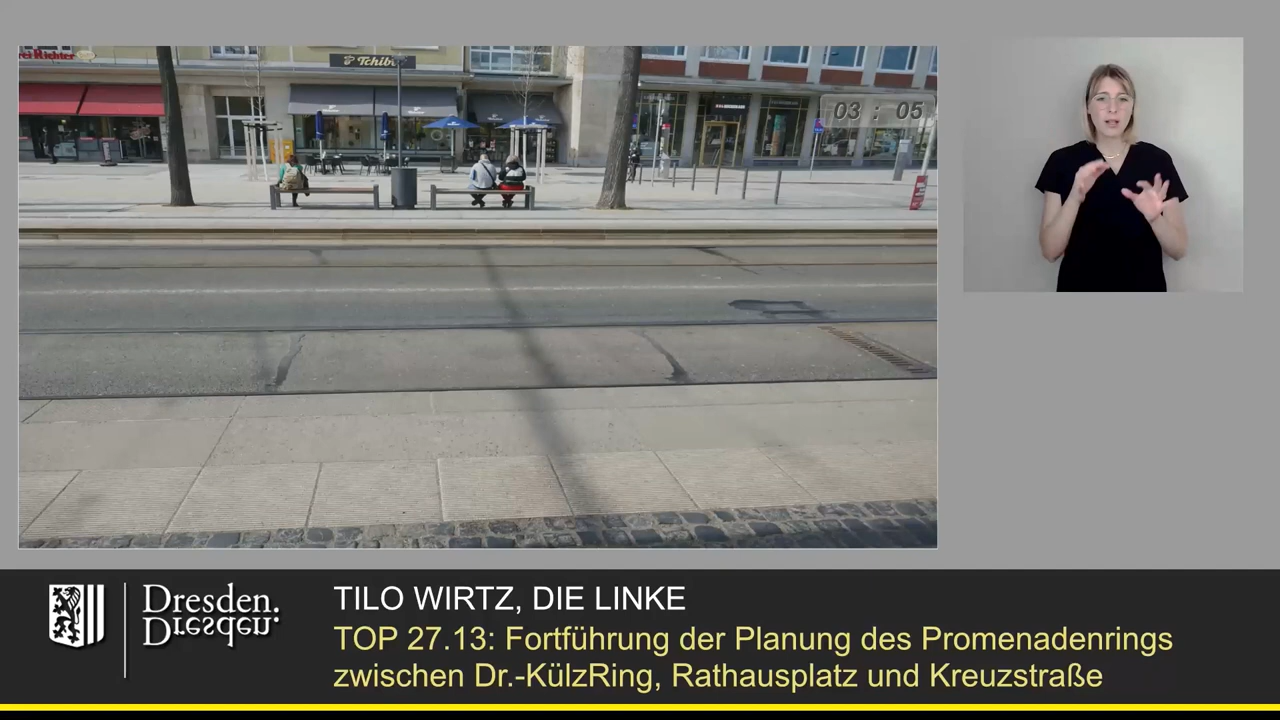 Tchibo
03 : 05
Dresden.
Dresden.
TILO WIRTZ, DIE LINKE
TOP 27.13: Fortführung der Planung des Promenadenrings
zwischen Dr.-KülzRing, Rathausplatz und Kreuzstraße